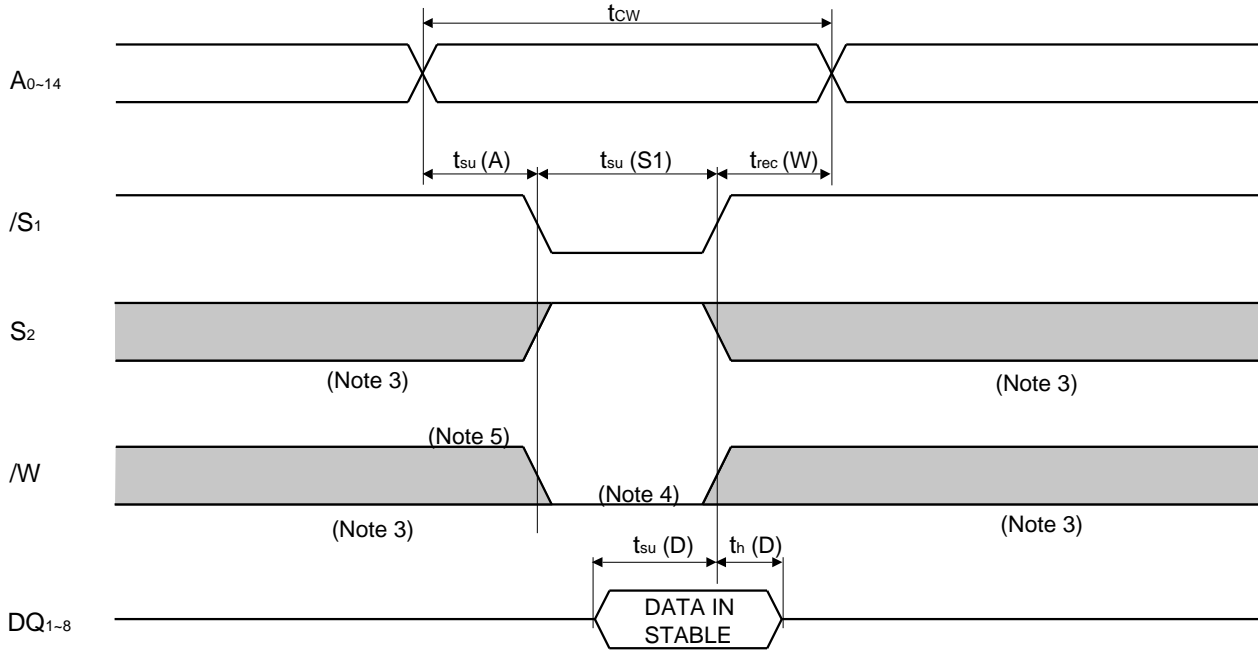 tCW
A0~14
tsu (A) tsu (S1) trec (W)
/S1
S2
(Note 3) (Note 3)
(Note 5)
/W
(Note 4)
(Note 3) (Note 3)
tsu (D) th (D)
DQ1~8
DATA IN
STABLE